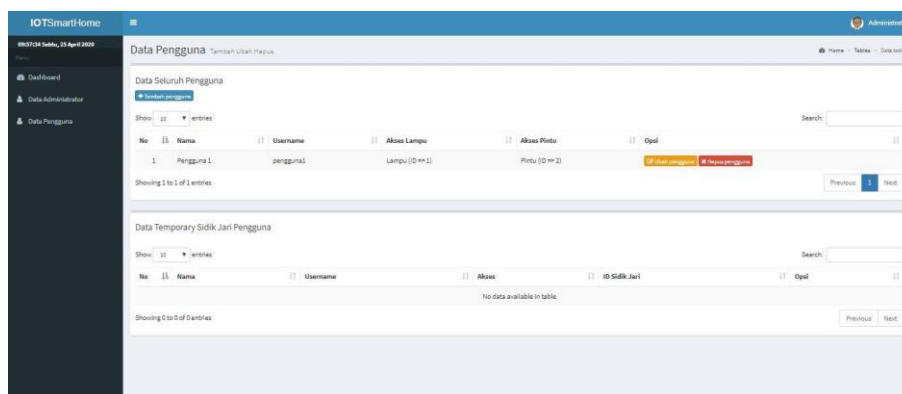 IOTSmartHome
Administrat
09:57:34 Sabtu, 25 April 2020
Menu
Dashboard
Data Administrator
Data Pengguna
Data Pengguna Tambah Ubah Hapus
Home Tables Data tabl
Data Seluruh Pengguna
Tambah pengguna
Show 10 entries
Search:
No Nama Username Akses Lampu Akses Pintu Opsi
1 Pengguna 1 pengguna1 Lampu (ID => 1) Pintu (ID => 2) Ubah pengguna Hapus pengguna
Showing 1 to 1 of 1 entries
Previous 1 Next
Data Temporary Sidik Jari Pengguna
Show 10 entries
Search:
No Nama Username Akses ID Sidik Jari Opsi
No data available in table
Showing 0 to 0 of 0 entries
Previous Next